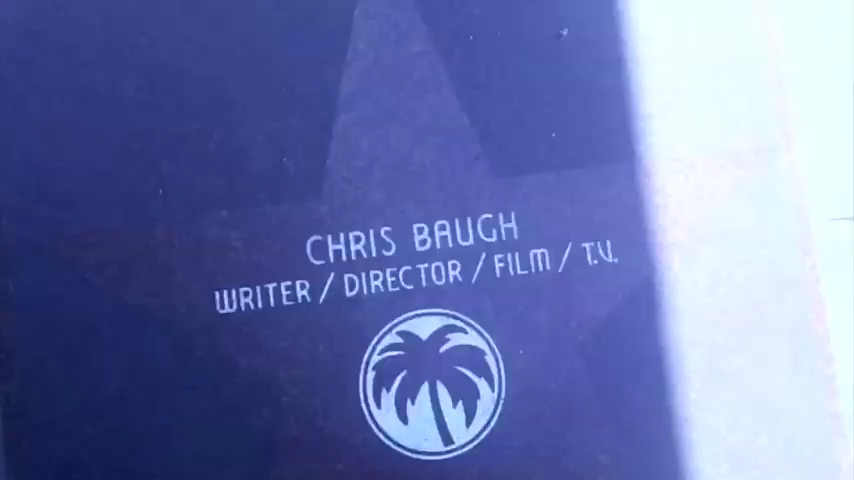 CHRIS BAUGH
WRITER / DIRECTOR / FILM / T.V.